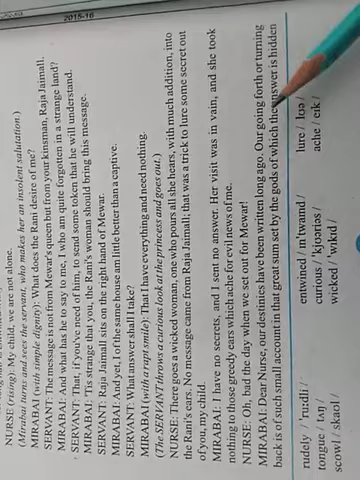 2015-16
NURSE (rising): My child, we are not alone.
(Mirabai turns and sees the servant, who makes her an insolent salutation.)
MIRABAI (with simple dignity): What does the Rani desire of me?
SERVANT: The message is not from Mewar's queen but from your kinsman, Raja Jaimall.
MIRABAI: And what has he to say to me, I who am quite forgotten in a strange land?
SERVANT: That, if you've need of him, to send some token that he will understand.
MIRABAI: 'Tis strange that you, the Rani's woman should bring this message.
SERVANT: Raja Jaimall sits on the right hand of Mewar.
MIRABAI: And yet, I of the same house am little better than a captive.
SERVANT: What answer shall I take?
MIRABAI (with a rapt smile): That I have everything and need nothing.
(The SERVANT throws a curious look at the princess and goes out.)
NURSE: There goes a wicked woman, one who pours all she hears, with much addition, into
the Rani's ears. No message came from Raja Jaimall; that was a trick to lure some secret out
of you, my child.
MIRABAI: I have no secrets, and I sent no answer. Her visit was in vain, and she took
nothing to those greedy ears which ache for evil news of me.
NURSE: Oh, bad the day when we set out for Mewar!
MIRABAI: Dear Nurse, our destinies have been written long ago. Our going forth or turning
back is of such small account in that great sum set by the gods of which the answer is hidden
rudely / 'ruːdli / entwined / ɪn'twaɪnd / lure / lʊə /
tongue / tʌŋ / curious / 'kjʊəriəs / ache / eɪk /
scowl / skaʊl / wicked / 'wɪkɪd /